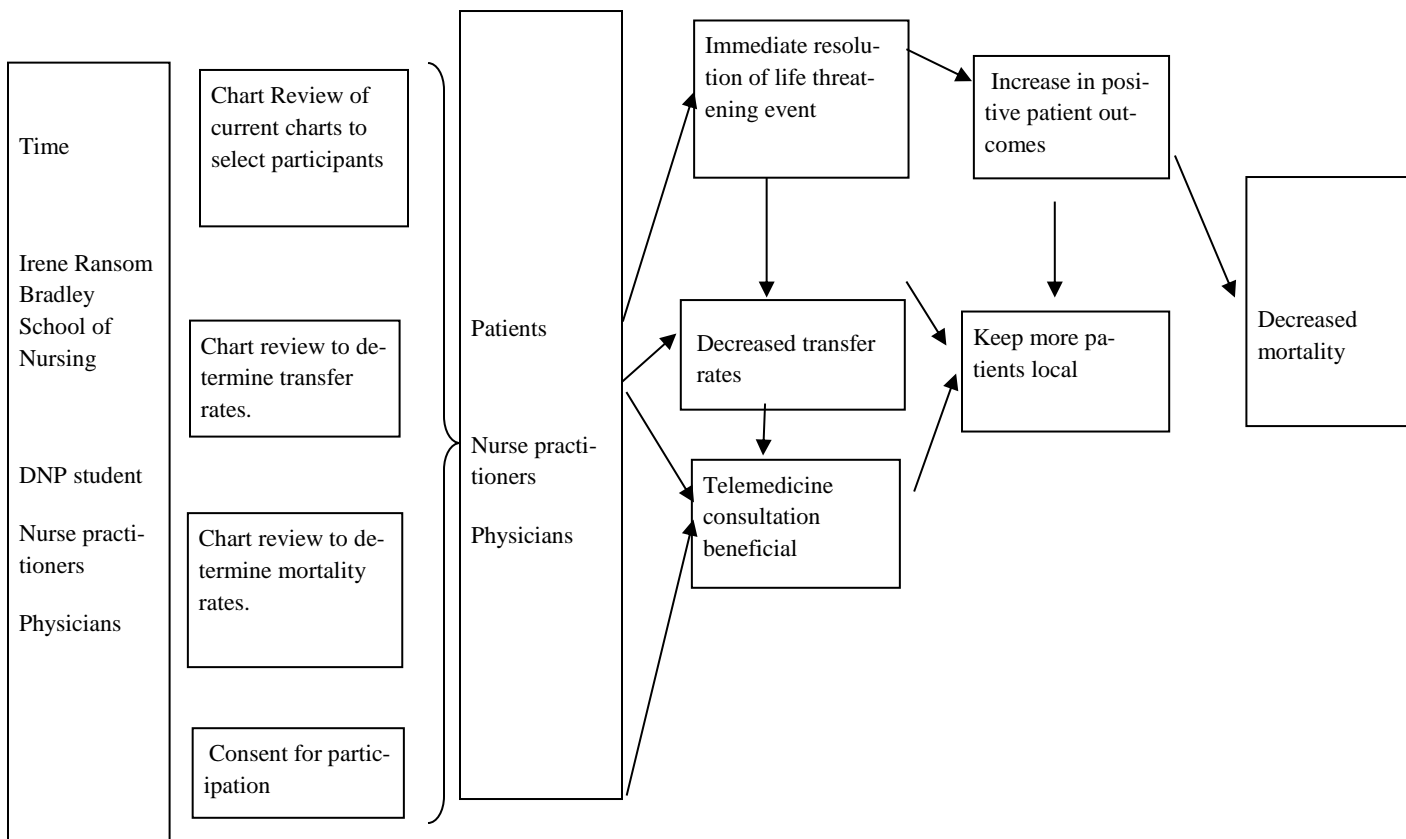 Time
Irene Ransom
Bradley
School of
Nursing
DNP student
Nurse practi-
tioners
Physicians
Chart Review of
current charts to
select participants
Chart review to de-
termine transfer
rates.
Chart review to de-
termine mortality
rates.
Consent for partic-
ipation
Patients
Nurse practi-
tioners
Physicians
Immediate resolu-
tion of life threat-
ening event
Decreased transfer
rates
Telemedicine
consultation
beneficial
Increase in posi-
tive patient out-
comes
Keep more pa-
tients local
Decreased
mortality